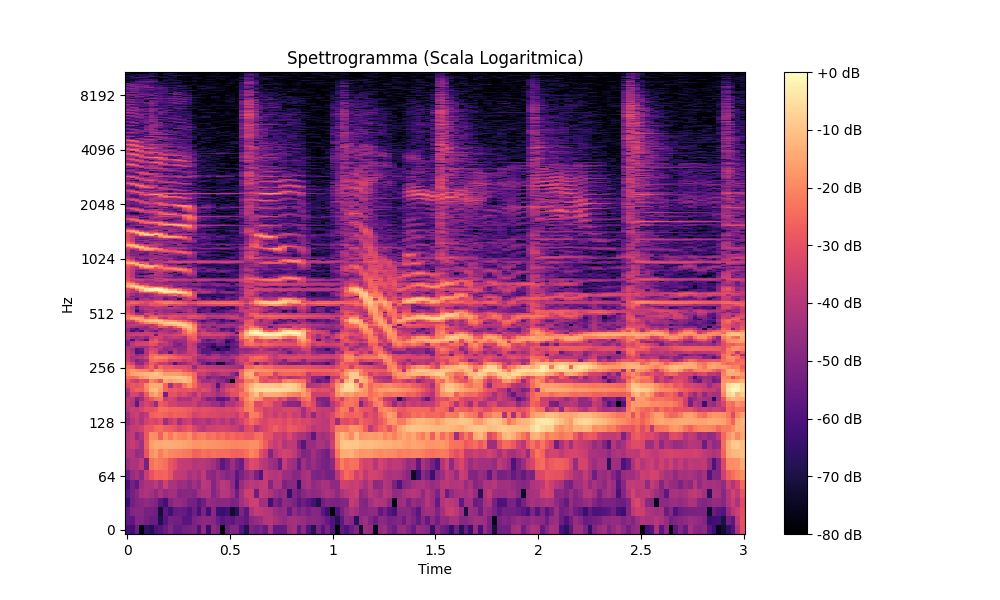 Spettrogramma (Scala Logaritmica)
Hz
8192
4096
2048
1024
512
256
128
64
0
0 0.5 1 1.5 2 2.5 3
Time
+0 dB
-10 dB
-20 dB
-30 dB
-40 dB
-50 dB
-60 dB
-70 dB
-80 dB